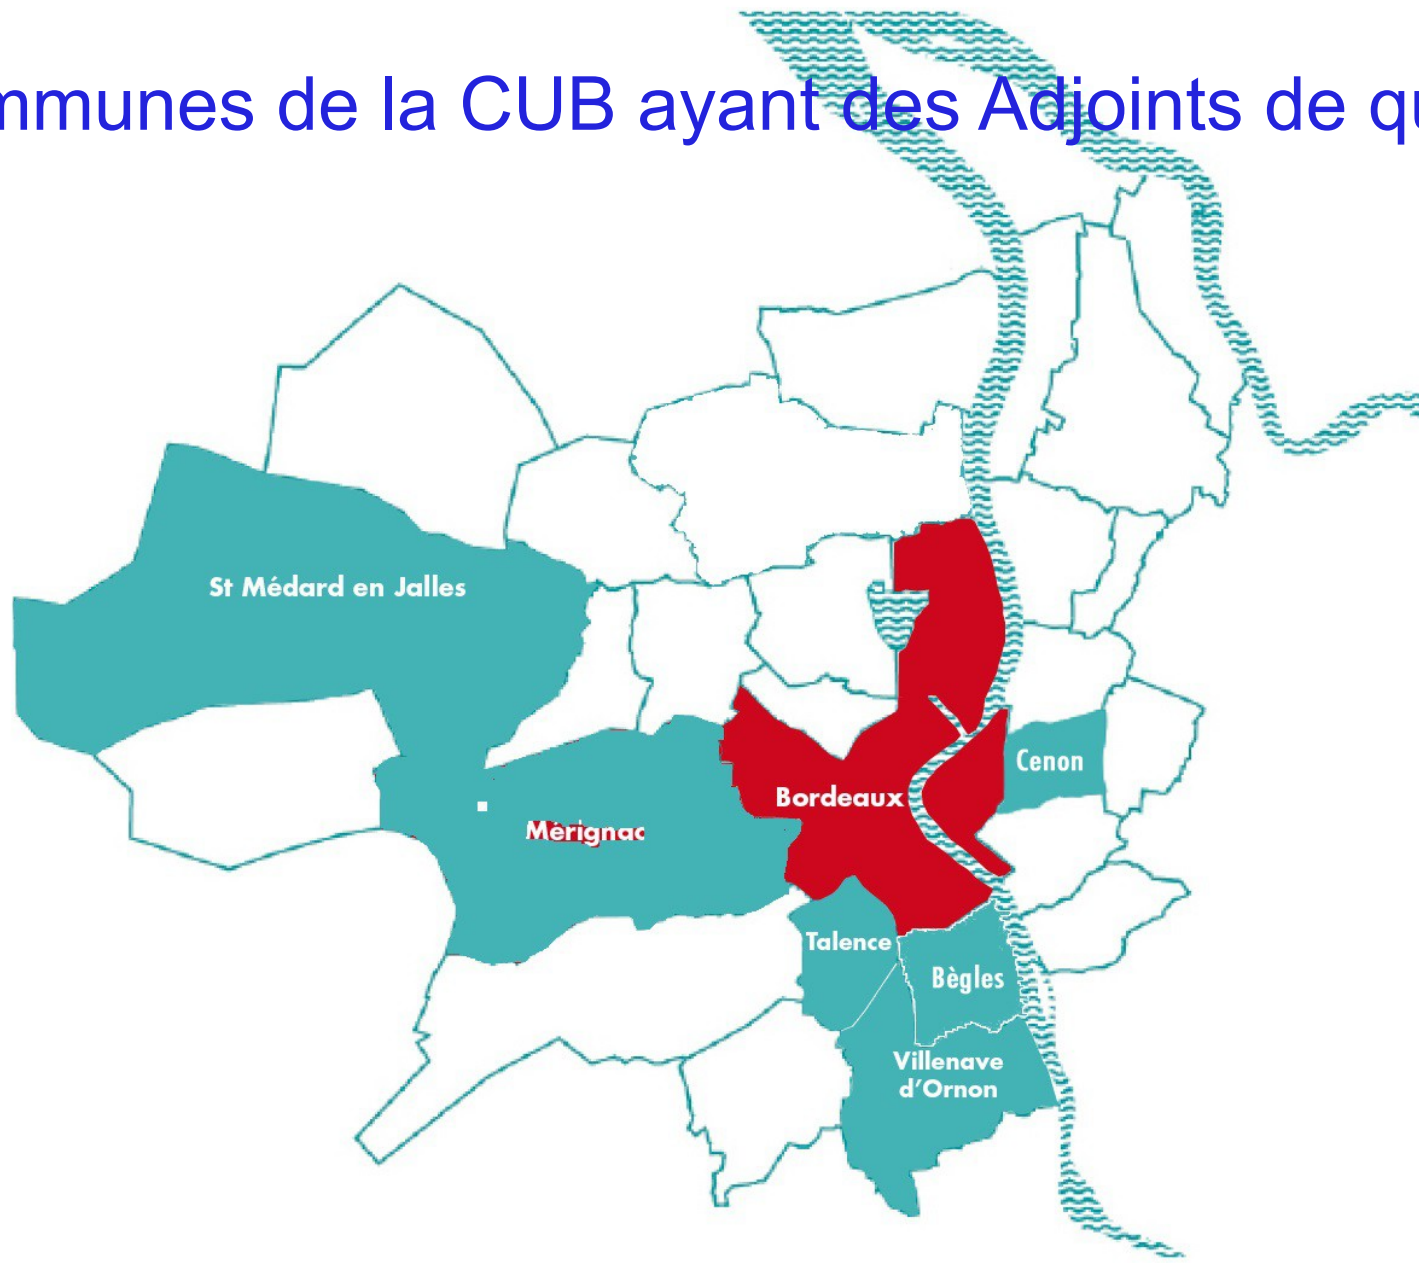 mmunes de la CUB ayant des Adjoints de qu
St Médard en Jalles
Cenon
Bordeaux
Mérignac
Talence
Bègles
Villenave
d'Ornon